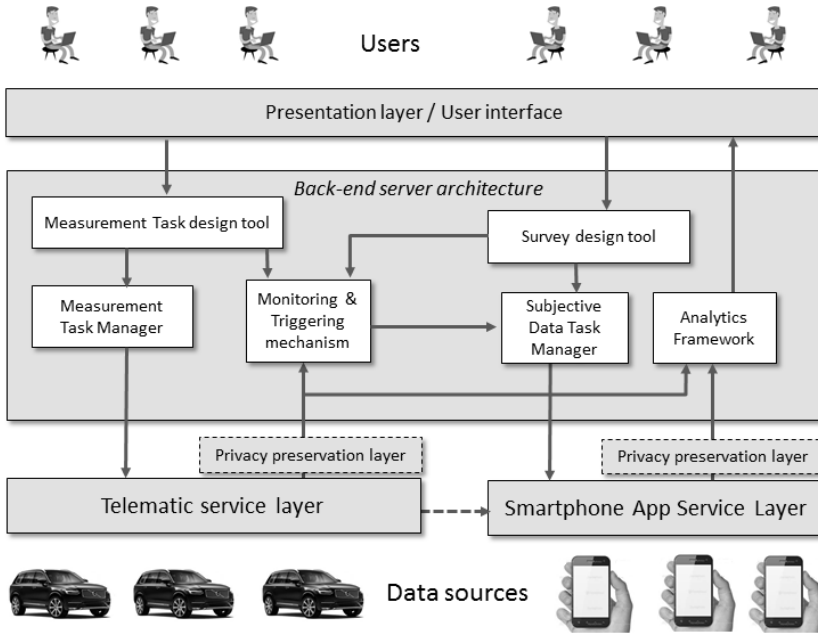 Users
Presentation layer / User interface
Back-end server architecture
Measurement Task design tool
Survey design tool
Measurement
Task Manager
Monitoring &
Triggering
mechanism
Subjective
Data Task
Manager
Analytics
Framework
Privacy preservation layer
Privacy preservation layer
Telematic service layer
Smartphone App Service Layer
Data sources